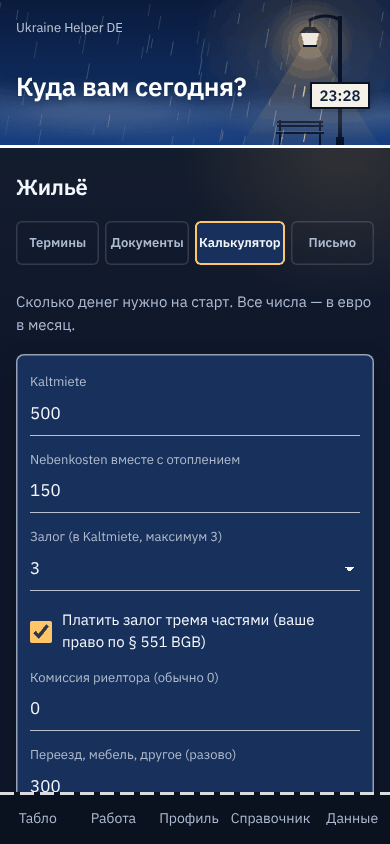 Ukraine Helper DE
Куда вам сегодня?
23:28
Жильё
Термины
Документы
Калькулятор
Письмо
Сколько денег нужно на старт. Все числа — в евро
в месяц.
Kaltmiete
500
Nebenkosten вместе с отоплением
150
Залог (в Kaltmiete, максимум 3)
3
Платить залог тремя частями (ваше
право по § 551 BGB)
Комиссия риелтора (обычно 0)
0
Переезд, мебель, другое (разово)
300
Табло
Работа
Профиль
Справочник
Данные